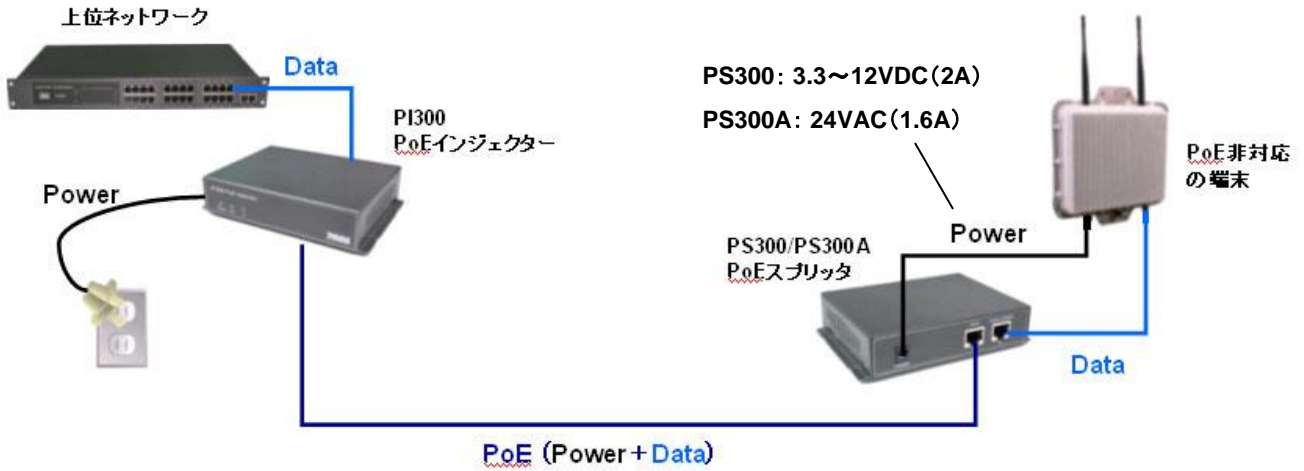 上位ネットワーク
Data
PI300
PoEインジェクター
Power
PS300: 3.3～12VDC(2A)
PS300A: 24VAC(1.6A)
PoE非対応
の端末
Power
PS300/PS300A
PoEスプリッタ
Data
PoE (Power+Data)